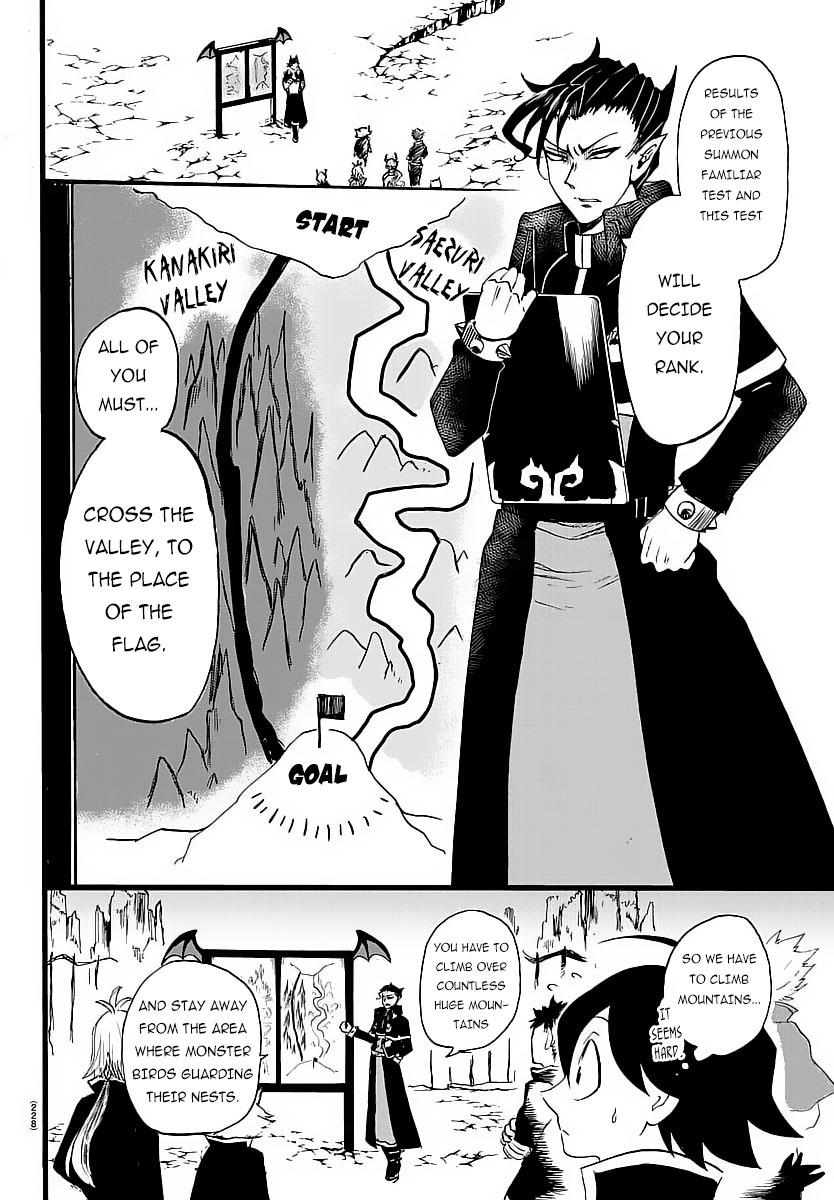 RESULTS
OF THE
PREVIOUS
SUMMON
FAMILIAR
TEST AND
THIS TEST
WILL
DECIDE
YOUR
RANK.
START
SAEZURI
VALLEY
KANAKIRI
VALLEY
ALL OF
YOU
MUST...
CROSS THE
VALLEY, TO
THE PLACE
OF THE
FLAG.
GOAL
SO WE HAVE
TO CLIMB
MOUNTAINS...
IT
SEEMS
HARD.
YOU HAVE TO
CLIMB OVER
COUNTLESS
HUGE MOUN-
TAINS
AND STAY AWAY
FROM THE AREA
WHERE MONSTER
BIRDS GUARDING
THEIR NESTS.
(228)